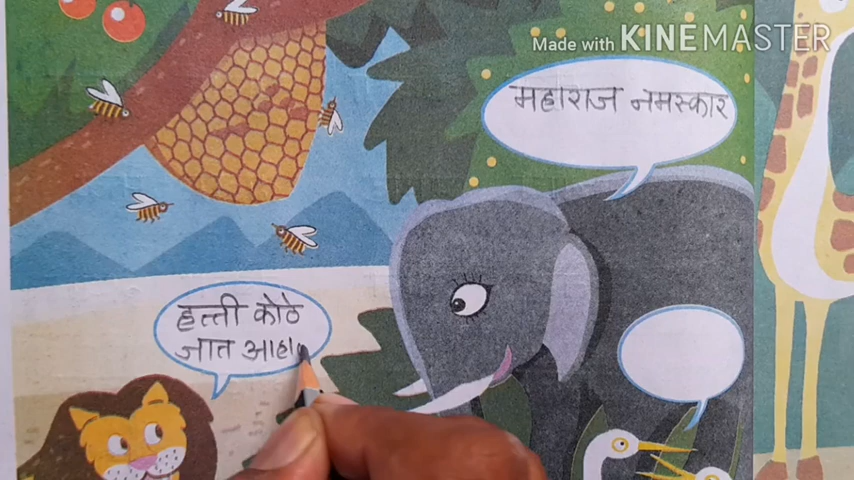 Made with KINEMASTER
महाराज नमस्कार
हत्ती कोठे
जात आहा